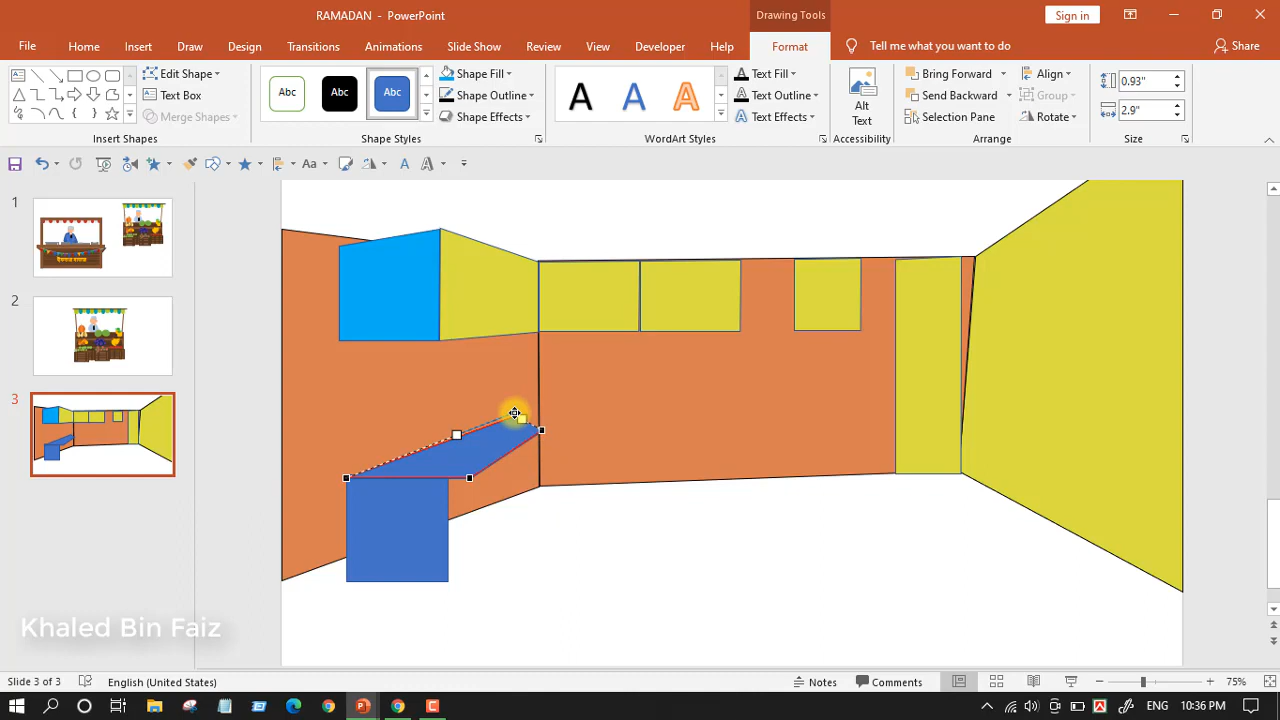 RAMADAN - PowerPoint
Drawing Tools
Sign in
File
Home
Insert
Draw
Design
Transitions
Animations
Slide Show
Review
View
Developer
Help
Format
Tell me what you want to do
Share
Edit Shape
Text Box
Merge Shapes
Insert Shapes
Abc
Abc
Abc
Shape Fill
Shape Outline
Shape Effects
Shape Styles
A
A
A
Text Fill
Text Outline
Text Effects
WordArt Styles
Alt
Text
Accessibility
Bring Forward
Send Backward
Selection Pane
Align
Group
Rotate
Arrange
0.93"
2.9"
Size
Aa
A
A
1
2
3
Khaled Bin Faiz
Slide 3 of 3
English (United States)
Notes
Comments
75%
ENG
10:36 PM